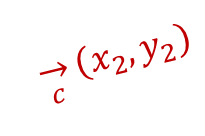 →c (x₂, y₂)